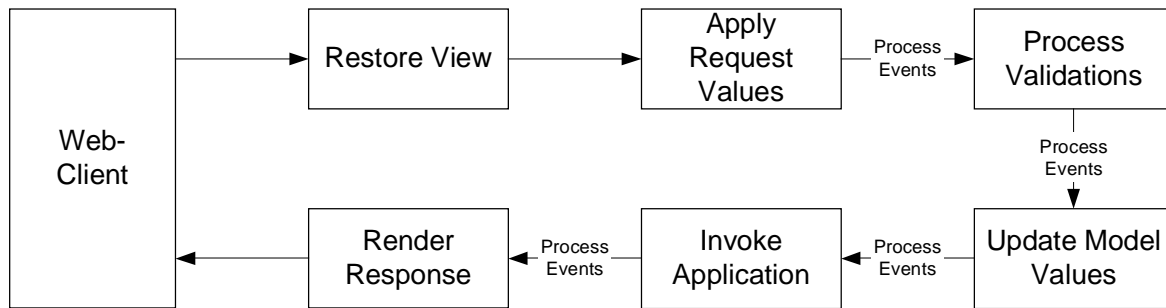 Web-
Client
Restore View
Apply
Request
Values
Process
Events
Process
Validations
Process
Events
Update Model
Values
Process
Events
Invoke
Application
Process
Events
Render
Response